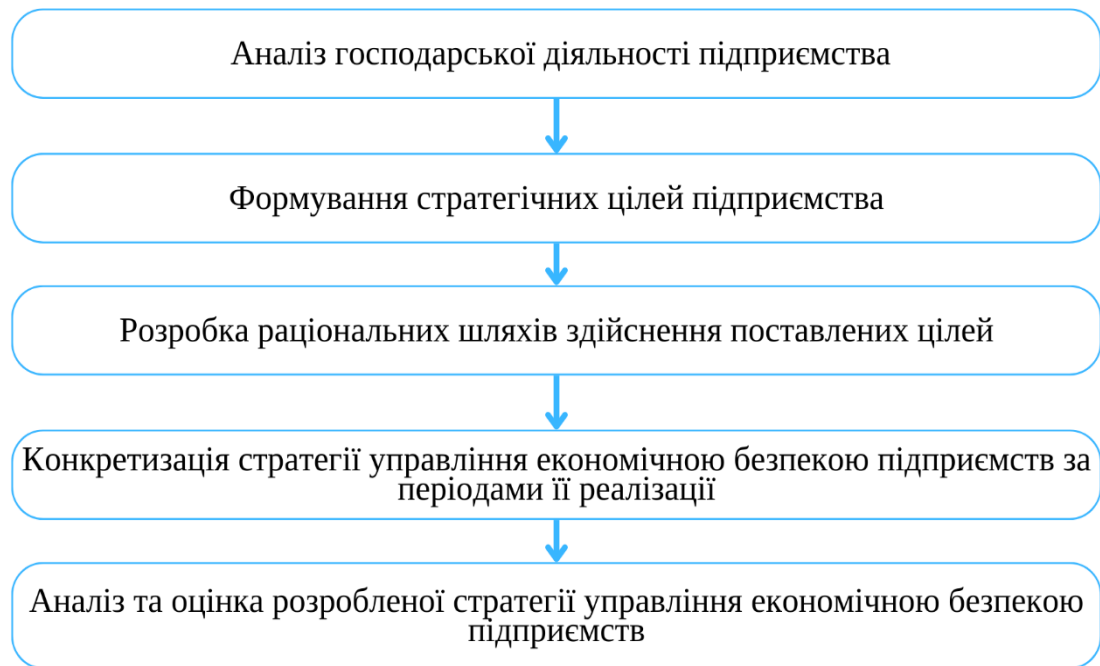 Аналіз господарської діяльності підприємства
Формування стратегічних цілей підприємства
Розробка раціональних шляхів здійснення поставлених цілей
Конкретизація стратегії управління економічною безпекою підприємств за
періодами її реалізації
Аналіз та оцінка розробленої стратегії управління економічною безпекою
підприємств